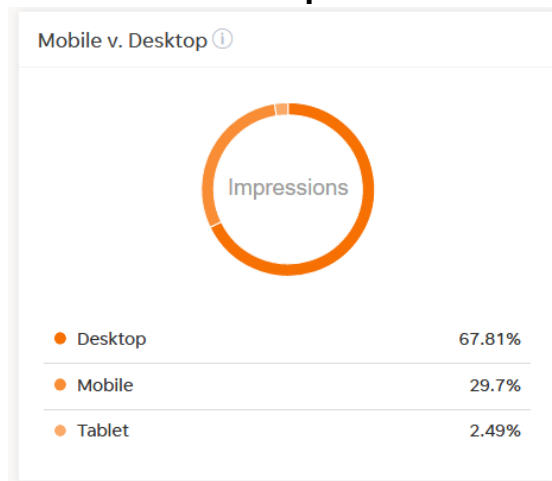 Mobile v. Desktop
Impressions
Desktop 67.81%
Mobile 29.7%
Tablet 2.49%